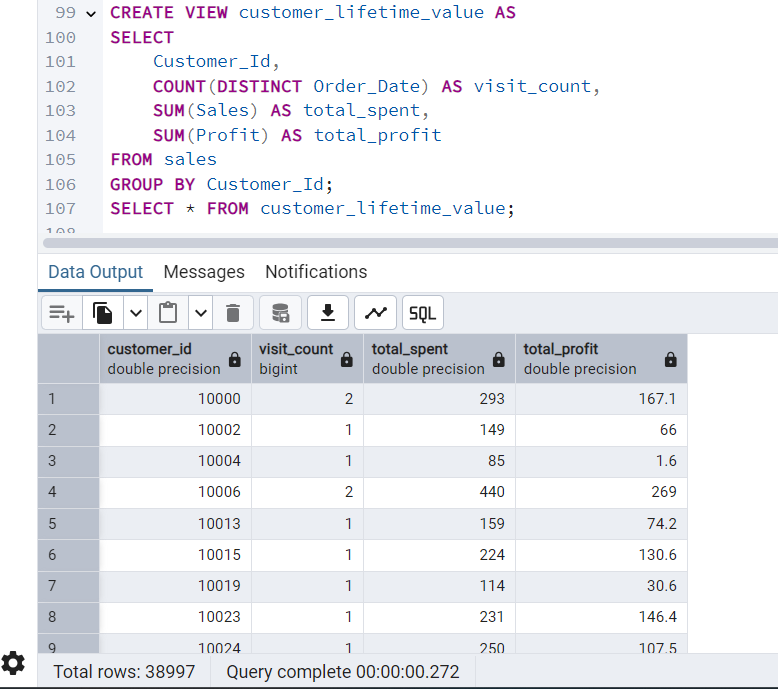 99 CREATE VIEW customer_lifetime_value AS
100 SELECT
101 Customer_Id,
102 COUNT(DISTINCT Order_Date) AS visit_count,
103 SUM(Sales) AS total_spent,
104 SUM(Profit) AS total_profit
105 FROM sales
106 GROUP BY Customer_Id;
107 SELECT * FROM customer_lifetime_value;
108
Data Output Messages Notifications
SQL
customer_id visit_count total_spent total_profit
double precision bigint double precision double precision
1 10000 2 293 167.1
2 10002 1 149 66
3 10004 1 85 1.6
4 10006 2 440 269
5 10013 1 159 74.2
6 10015 1 224 130.6
7 10019 1 114 30.6
8 10023 1 231 146.4
9 10024 1 250 107.5
Total rows: 38997 Query complete 00:00:00.272